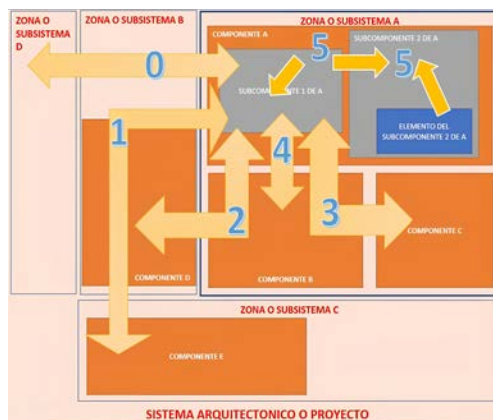 ZONA O
SUBSISTEMA
D
ZONA O SUBSISTEMA B
ZONA O SUBSISTEMA A
COMPONENTE A
SUBCOMPONENTE 2 DE A
0
5
5
SUBCOMPONENTE 1 DE A
ELEMENTO DEL
SUBCOMPONENTE 2 DE A
1
4
2
3
COMPONENTE D
COMPONENTE B
COMPONENTE C
ZONA O SUBSISTEMA C
COMPONENTE E
SISTEMA ARQUITECTONICO O PROYECTO